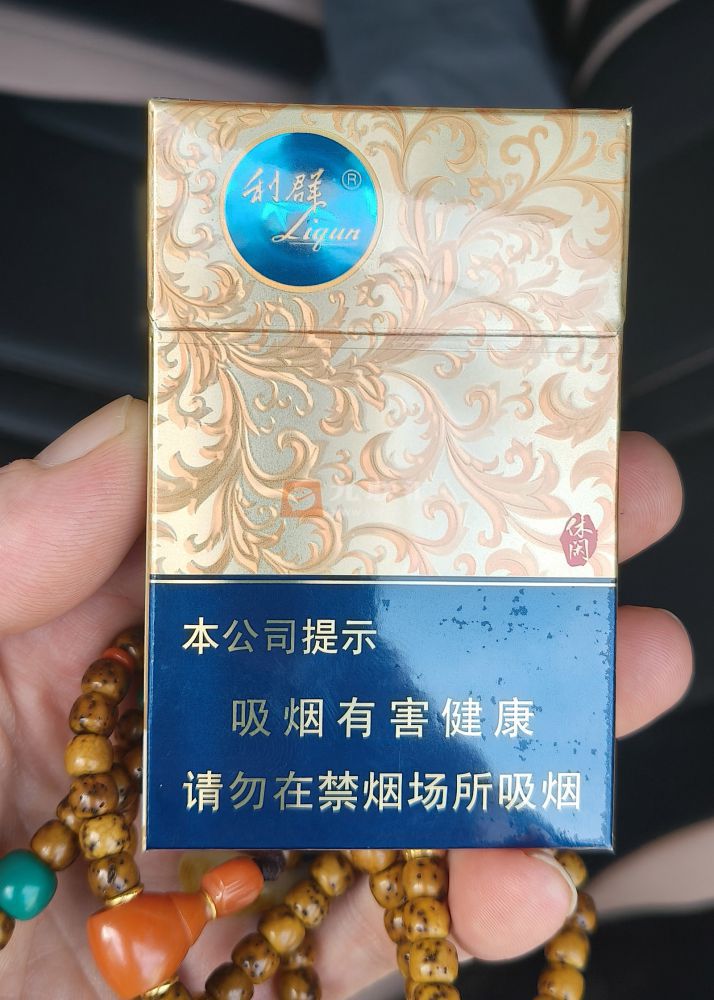 利群®
Liqun
休闲
本公司提示
吸烟有害健康
请勿在禁烟场所吸烟